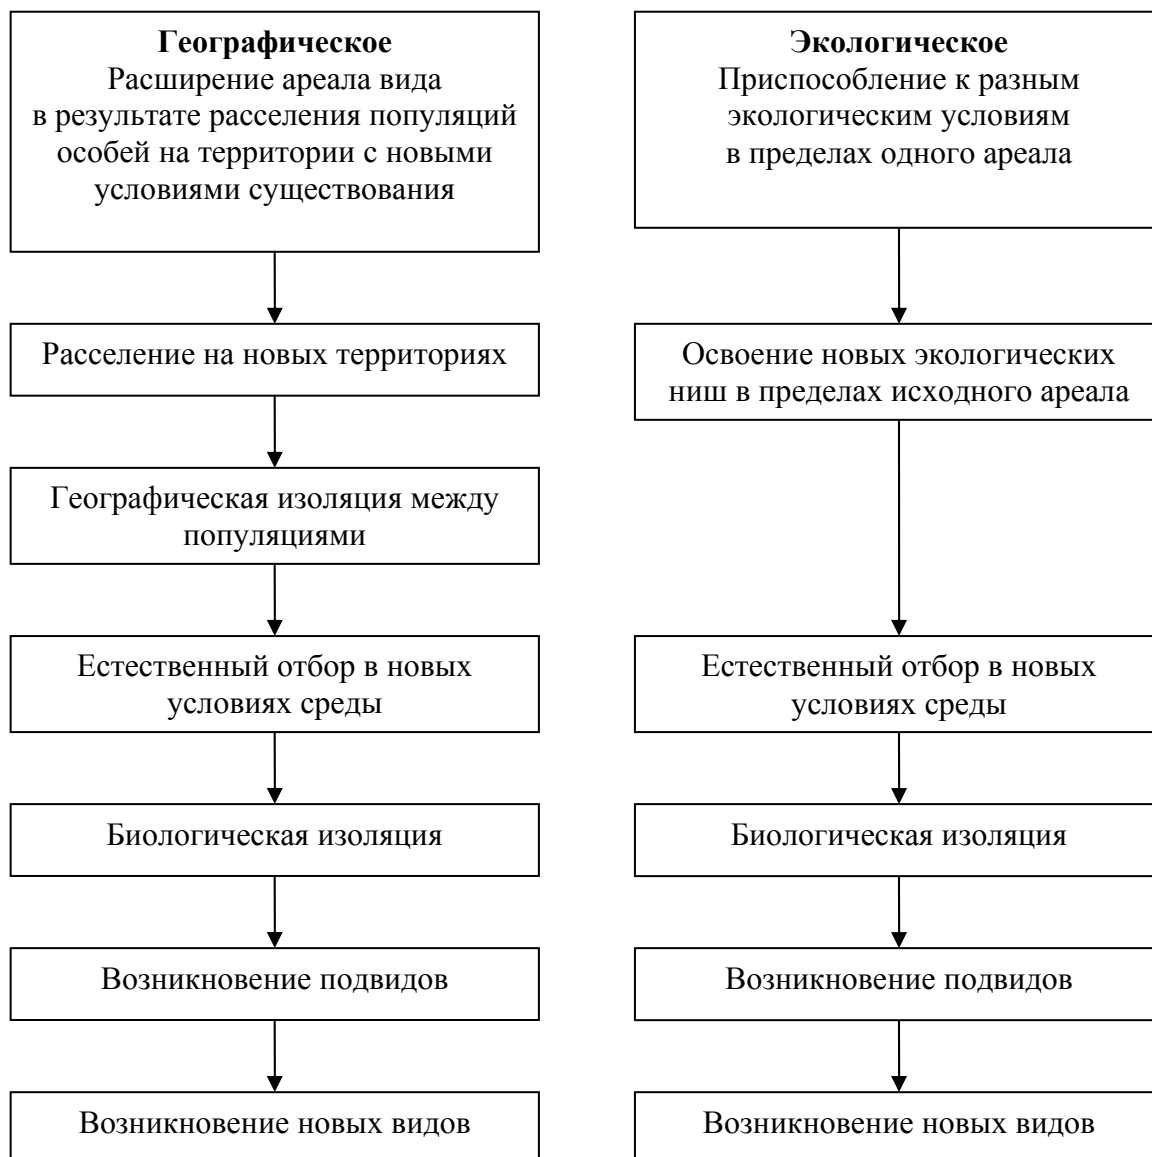 Географическое
Расширение ареала вида
в результате расселения популяций
особей на территории с новыми
условиями существования
Расселение на новых территориях
Географическая изоляция между
популяциями
Естественный отбор в новых
условиях среды
Биологическая изоляция
Возникновение подвидов
Возникновение новых видов
Экологическое
Приспособление к разным
экологическим условиям
в пределах одного ареала
Освоение новых экологических
ниш в пределах исходного ареала
Естественный отбор в новых
условиях среды
Биологическая изоляция
Возникновение подвидов
Возникновение новых видов